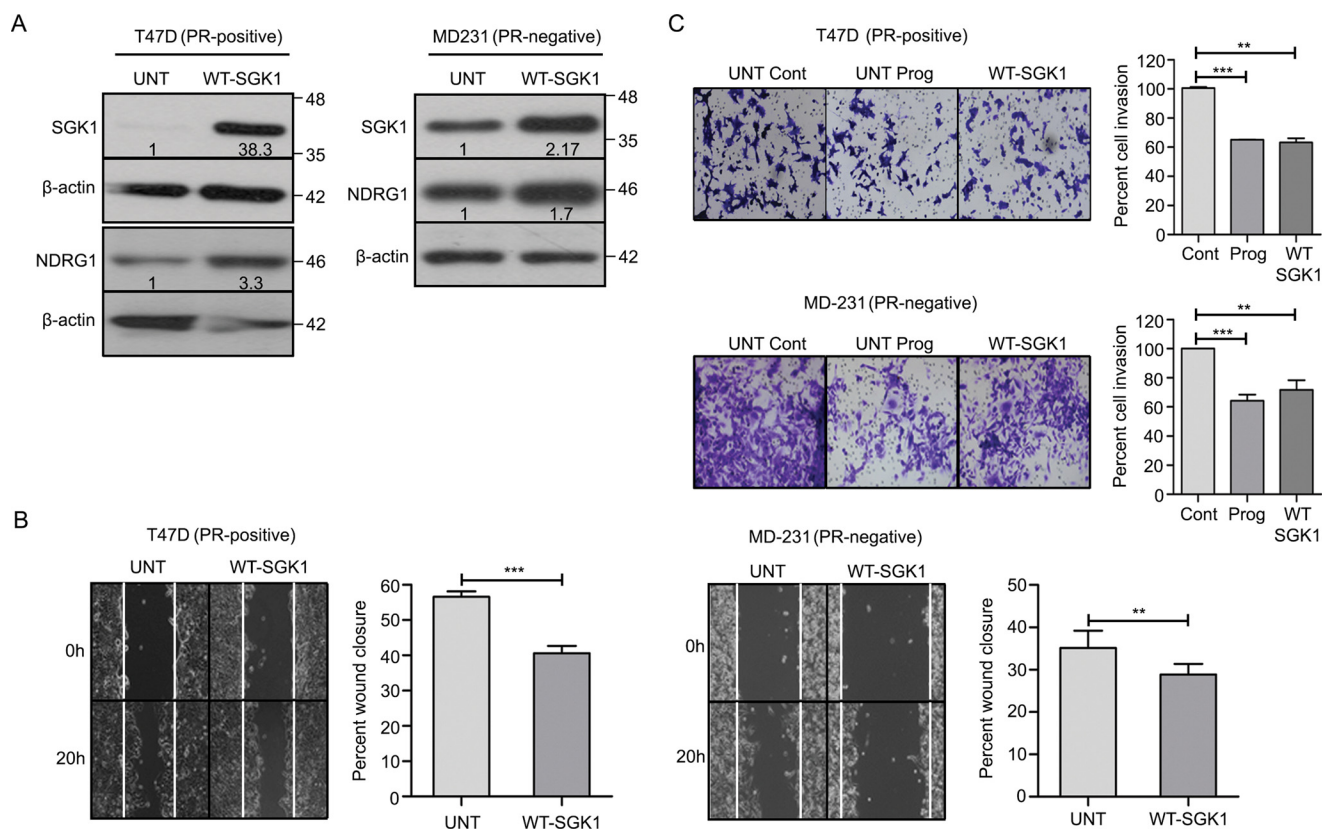 A
T47D (PR-positive)
UNT WT-SGK1
SGK1
1 38.3
48
35
β-actin
42
NDRG1
1 3.3
46
β-actin
42
MD231 (PR-negative)
UNT WT-SGK1
SGK1
1 2.17
48
35
NDRG1
1 1.7
46
β-actin
42
C
T47D (PR-positive)
UNT Cont UNT Prog WT-SGK1
Percent cell invasion
120
100
80
60
40
20
0
**
***
Cont Prog WT
SGK1
MD-231 (PR-negative)
UNT Cont UNT Prog WT-SGK1
Percent cell invasion
120
100
80
60
40
20
0
**
***
Cont Prog WT
SGK1
B
T47D (PR-positive)
UNT WT-SGK1
0h
20h
Percent wound closure
60
50
40
30
20
10
0
***
UNT WT-SGK1
MD-231 (PR-negative)
UNT WT-SGK1
0h
20h
Percent wound closure
50
40
30
20
10
0
**
UNT WT-SGK1